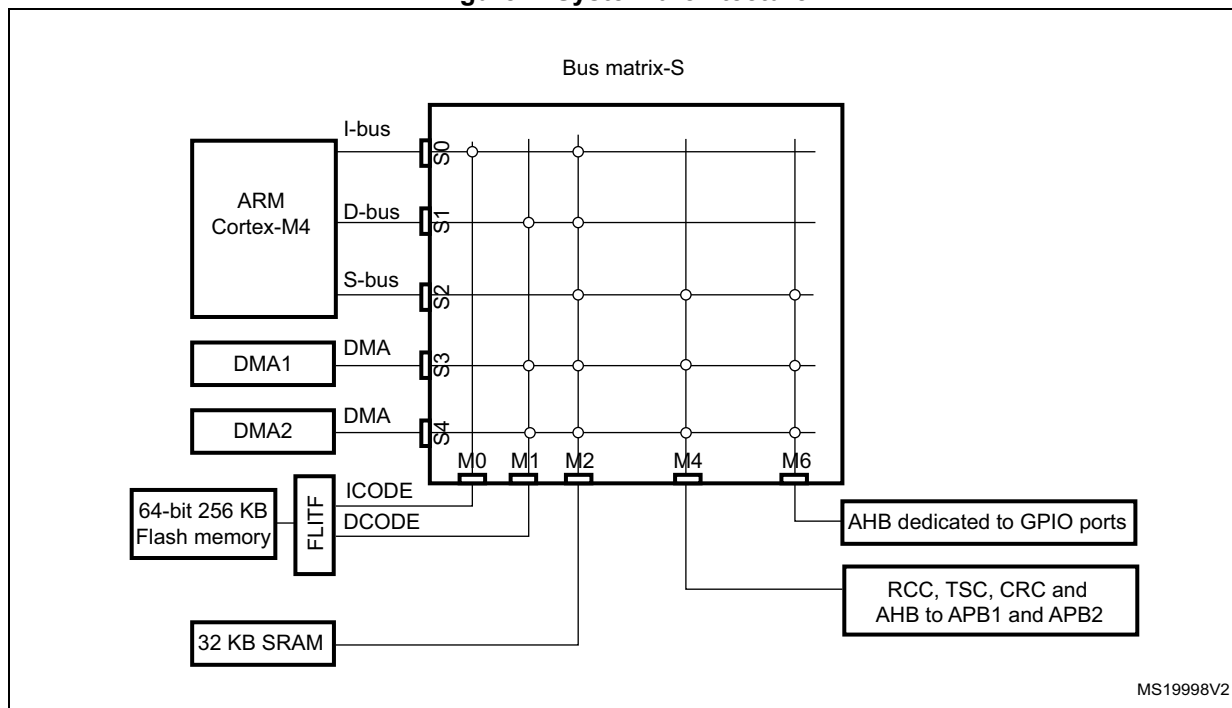 Bus matrix-S
I-bus
S0
ARM
Cortex-M4
D-bus
S1
S-bus
S2
DMA1
DMA
S3
DMA2
DMA
S4
M0 M1 M2 M4 M6
64-bit 256 KB
Flash memory
FLITF
ICODE
DCODE
AHB dedicated to GPIO ports
RCC, TSC, CRC and
AHB to APB1 and APB2
32 KB SRAM
MS19998V2